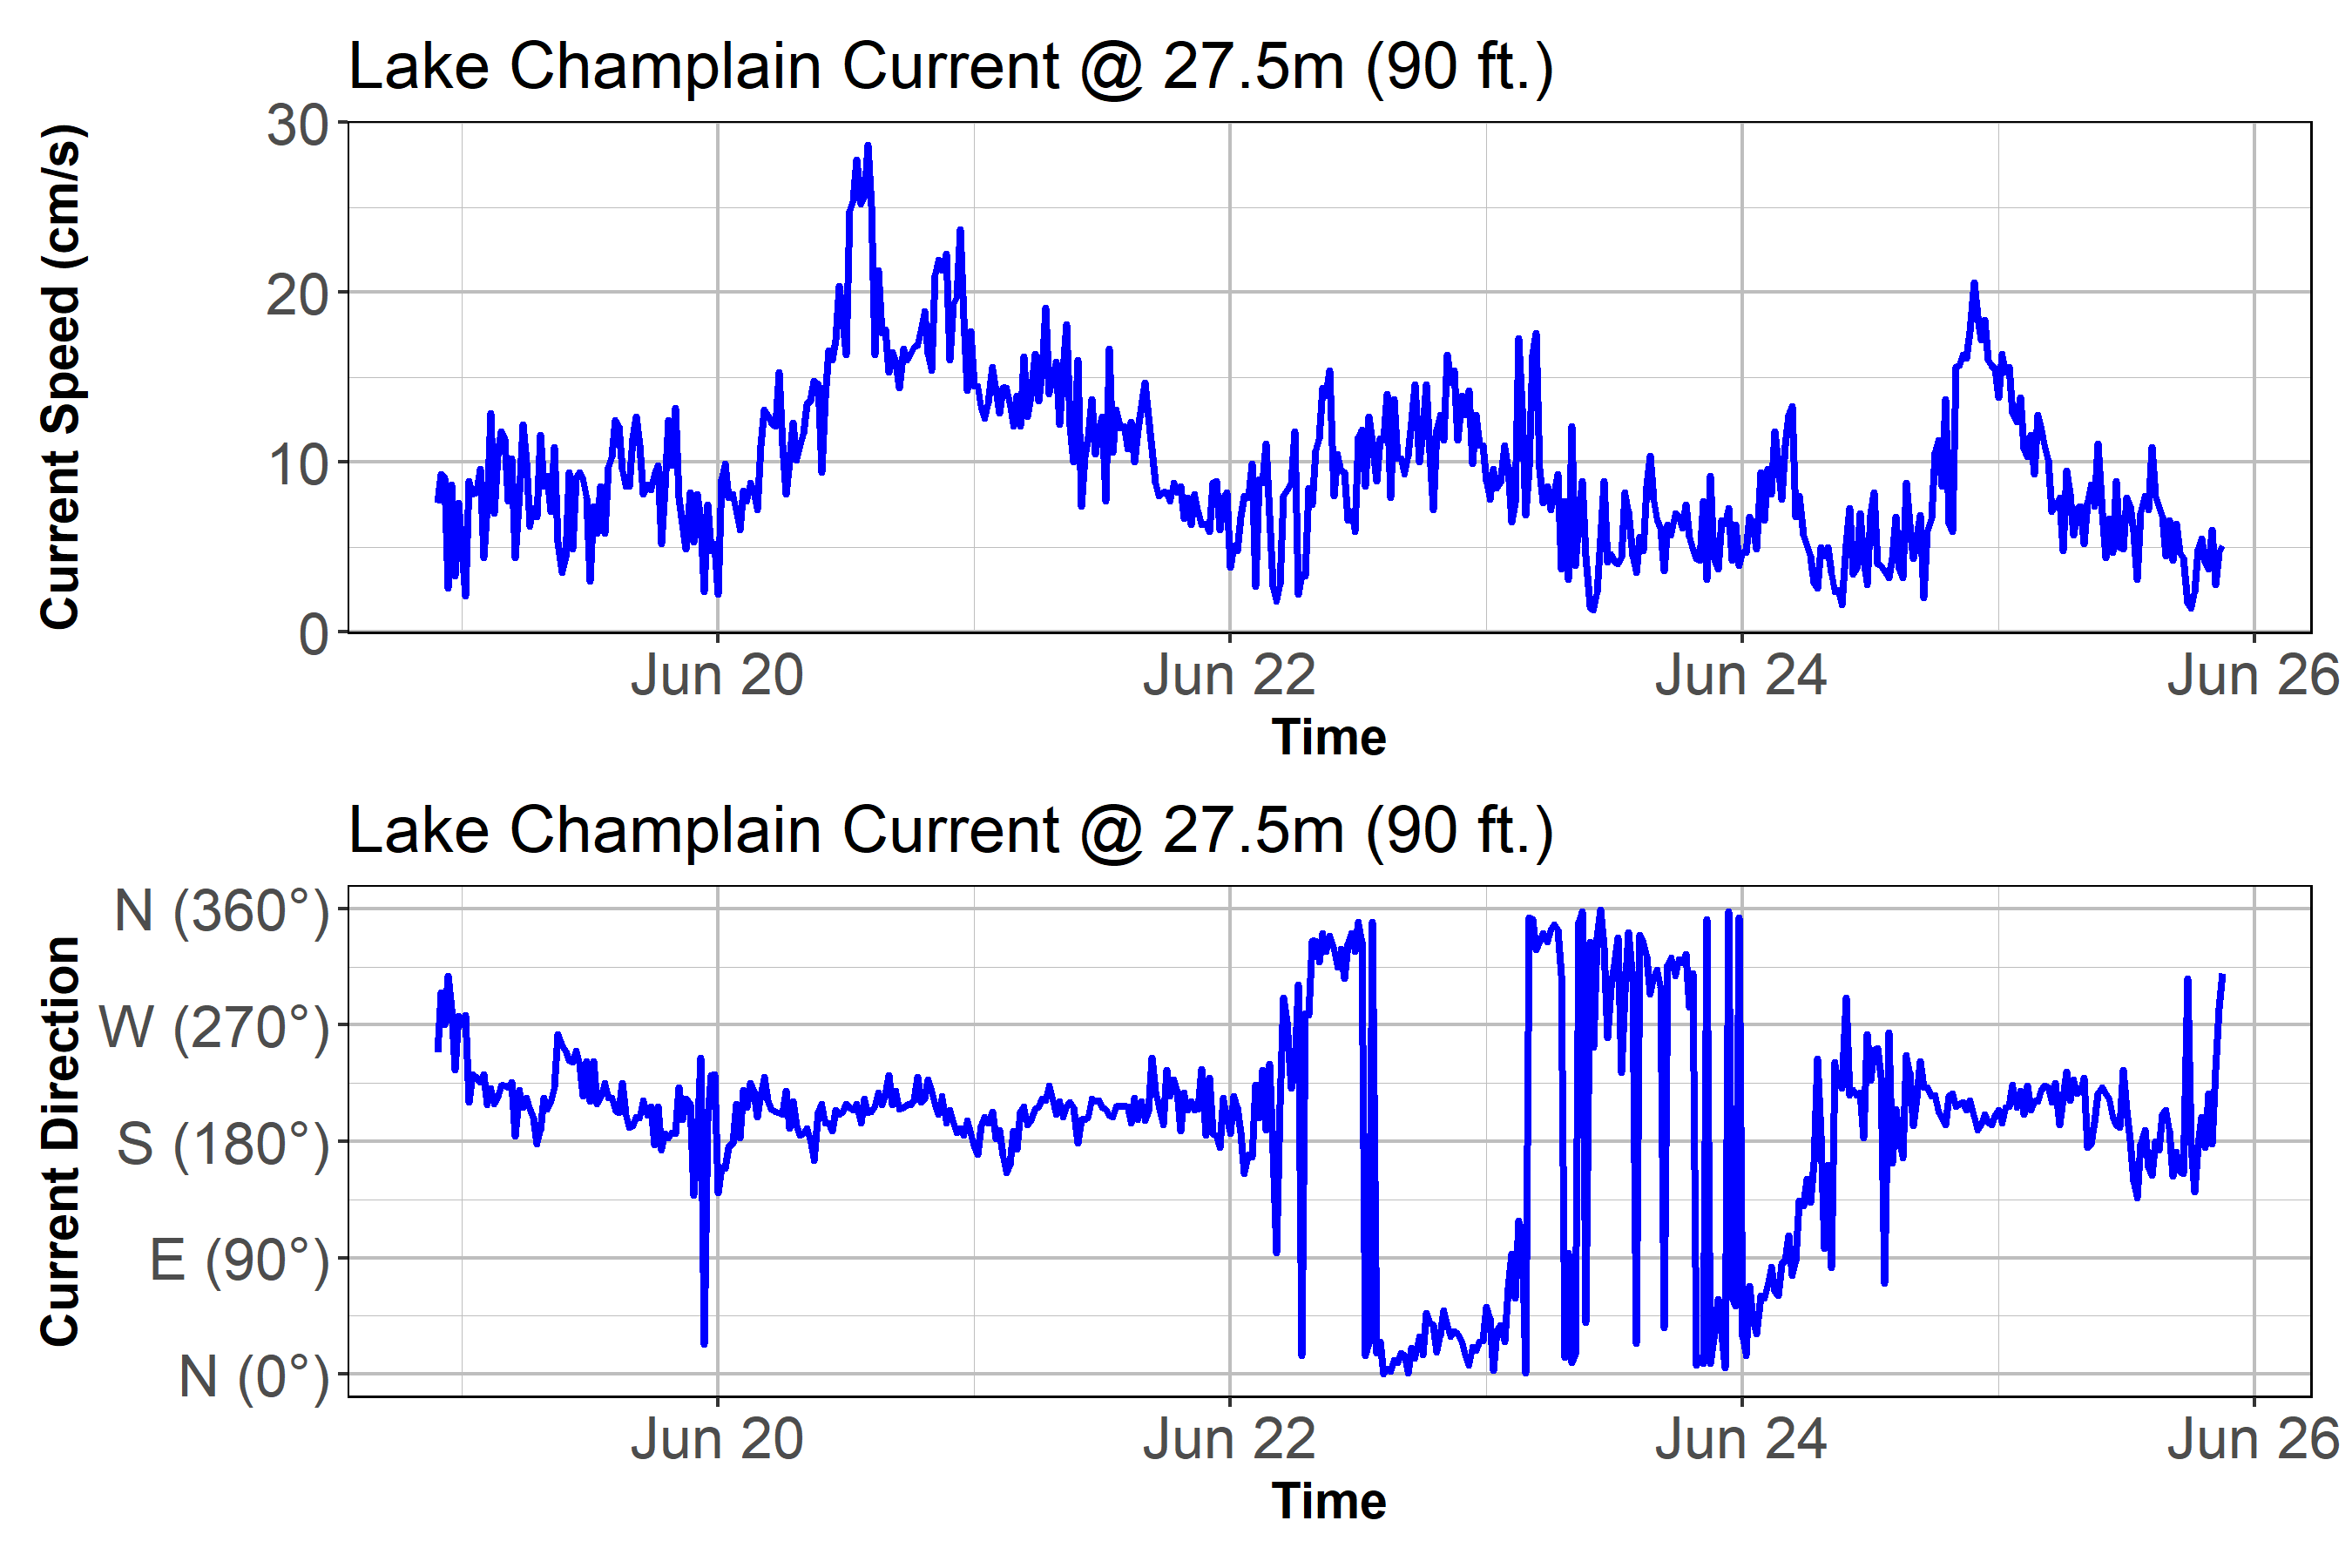 Lake Champlain Current @ 27.5m (90 ft.)
Current Speed (cm/s)
30
20
10
0
Jun 20 Jun 22 Jun 24 Jun 26
Time
Lake Champlain Current @ 27.5m (90 ft.)
Current Direction
N (360°)
W (270°)
S (180°)
E (90°)
N (0°)
Jun 20 Jun 22 Jun 24 Jun 26
Time